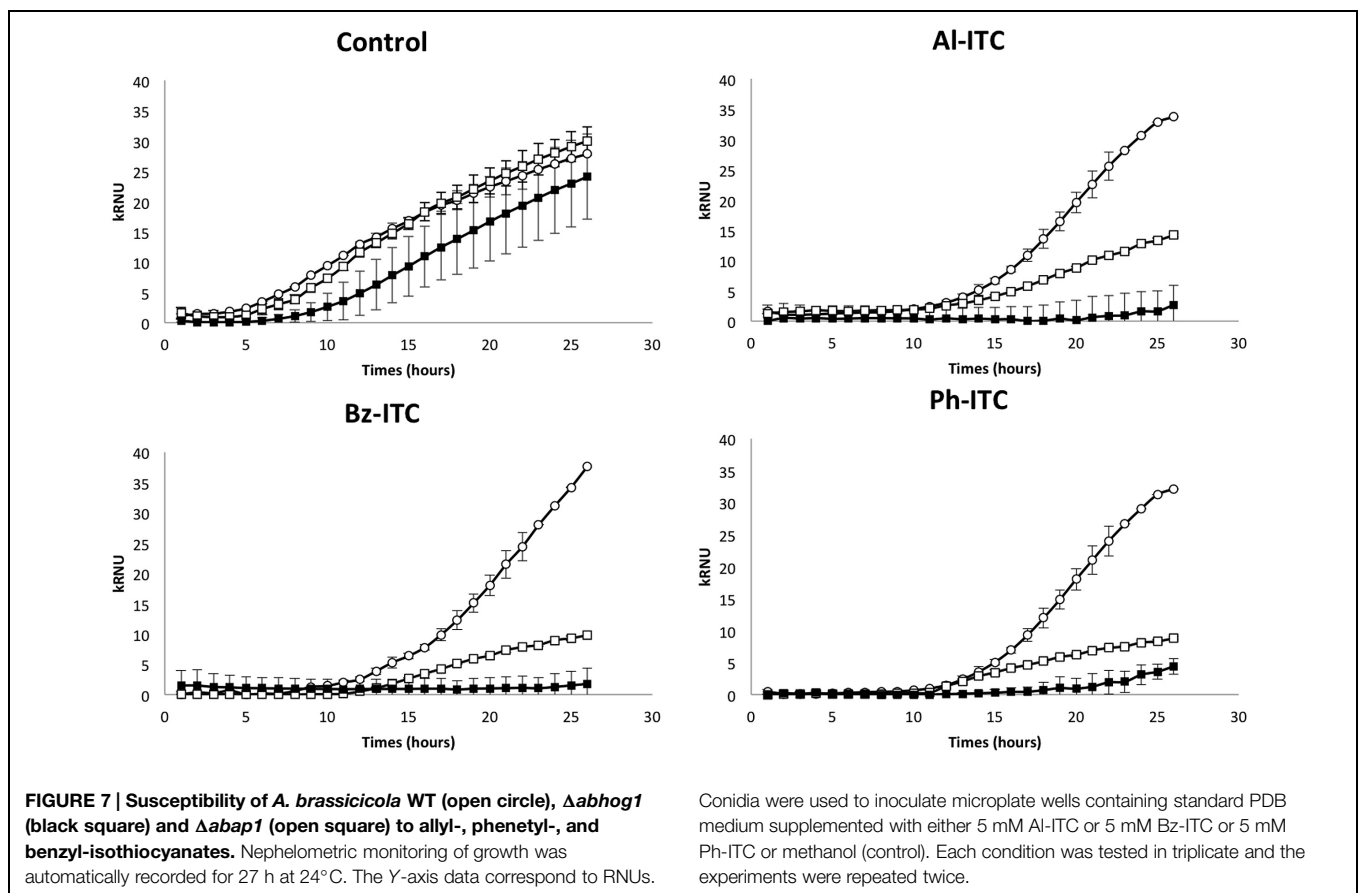 Control
40
35
30
25
20
15
10
5
0
kRNU
0 5 10 15 20 25 30
Times (hours)
Al-ITC
40
35
30
25
20
15
10
5
0
kRNU
0 5 10 15 20 25 30
Times (hours)
Bz-ITC
40
35
30
25
20
15
10
5
0
kRNU
0 5 10 15 20 25 30
Times (hours)
Ph-ITC
40
35
30
25
20
15
10
5
0
kRNU
0 5 10 15 20 25 30
Times (hours)
FIGURE 7 | Susceptibility of A. brassicicola WT (open circle), Δabhog1
(black square) and Δabap1 (open square) to allyl-, phenetyl-, and
benzyl-isothiocyanates. Nephelometric monitoring of growth was
automatically recorded for 27 h at 24°C. The Y-axis data correspond to RNUs.
Conidia were used to inoculate microplate wells containing standard PDB
medium supplemented with either 5 mM Al-ITC or 5 mM Bz-ITC or 5 mM
Ph-ITC or methanol (control). Each condition was tested in triplicate and the
experiments were repeated twice.